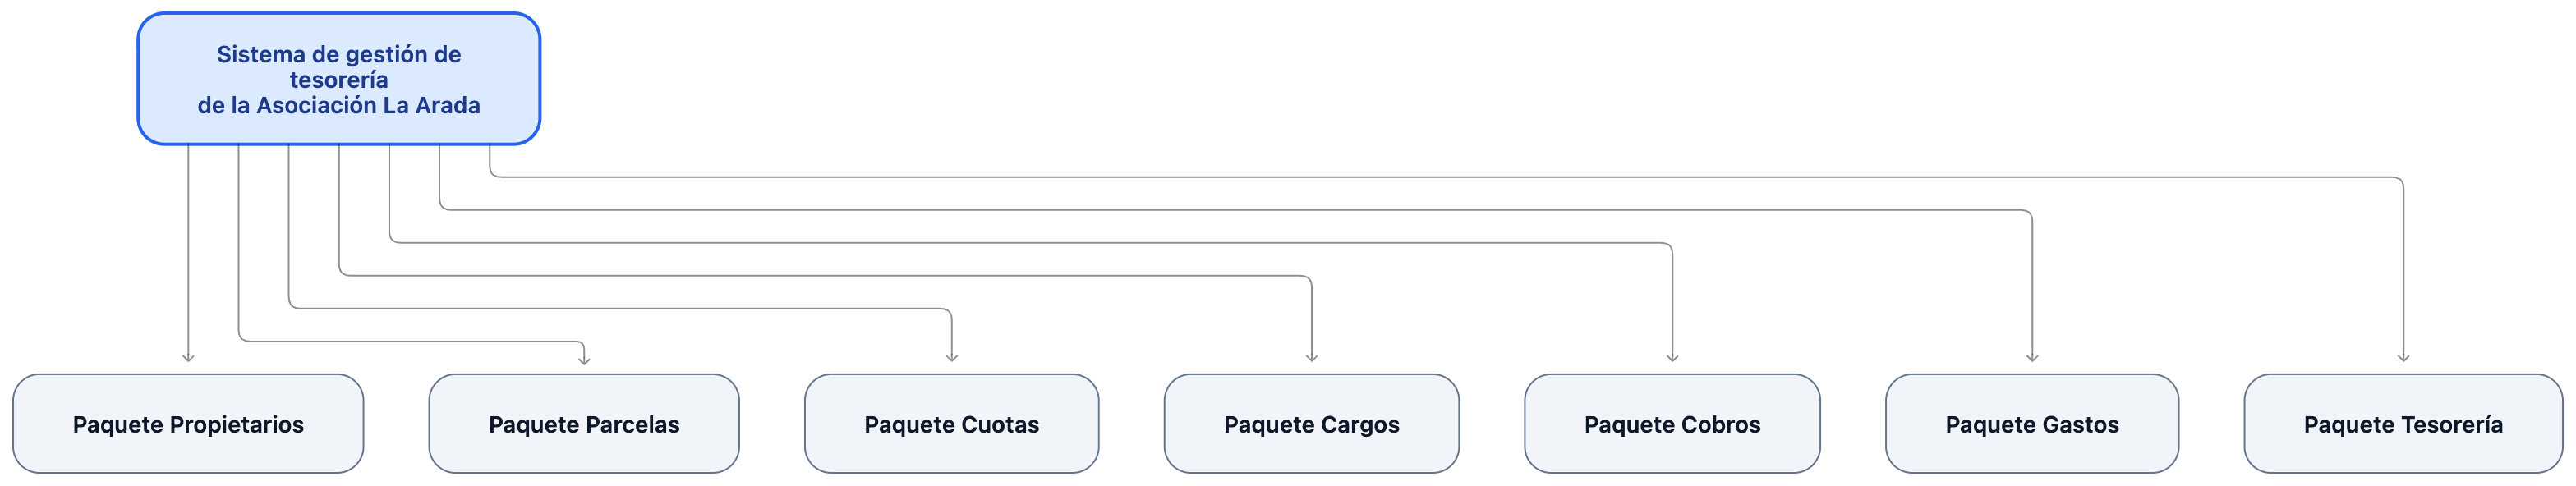 Sistema de gestión de
tesorería
de la Asociación La Arada
Paquete Propietarios
Paquete Parcelas
Paquete Cuotas
Paquete Cargos
Paquete Cobros
Paquete Gastos
Paquete Tesorería